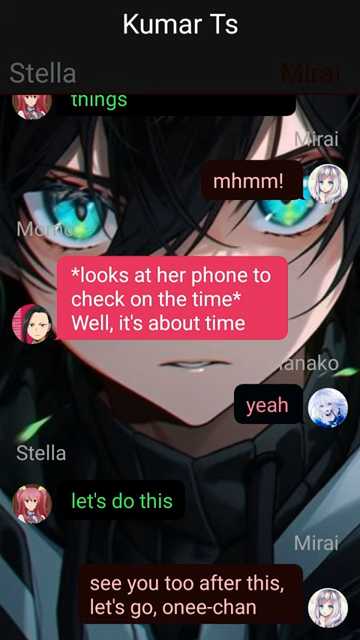 Kumar Ts
Stella
Mirai
things
Mirai
mhmm!
*looks at her phone to
check on the time*
Well, it's about time
yeah
Stella
let's do this
Mirai
see you too after this,
let's go, onee-chan